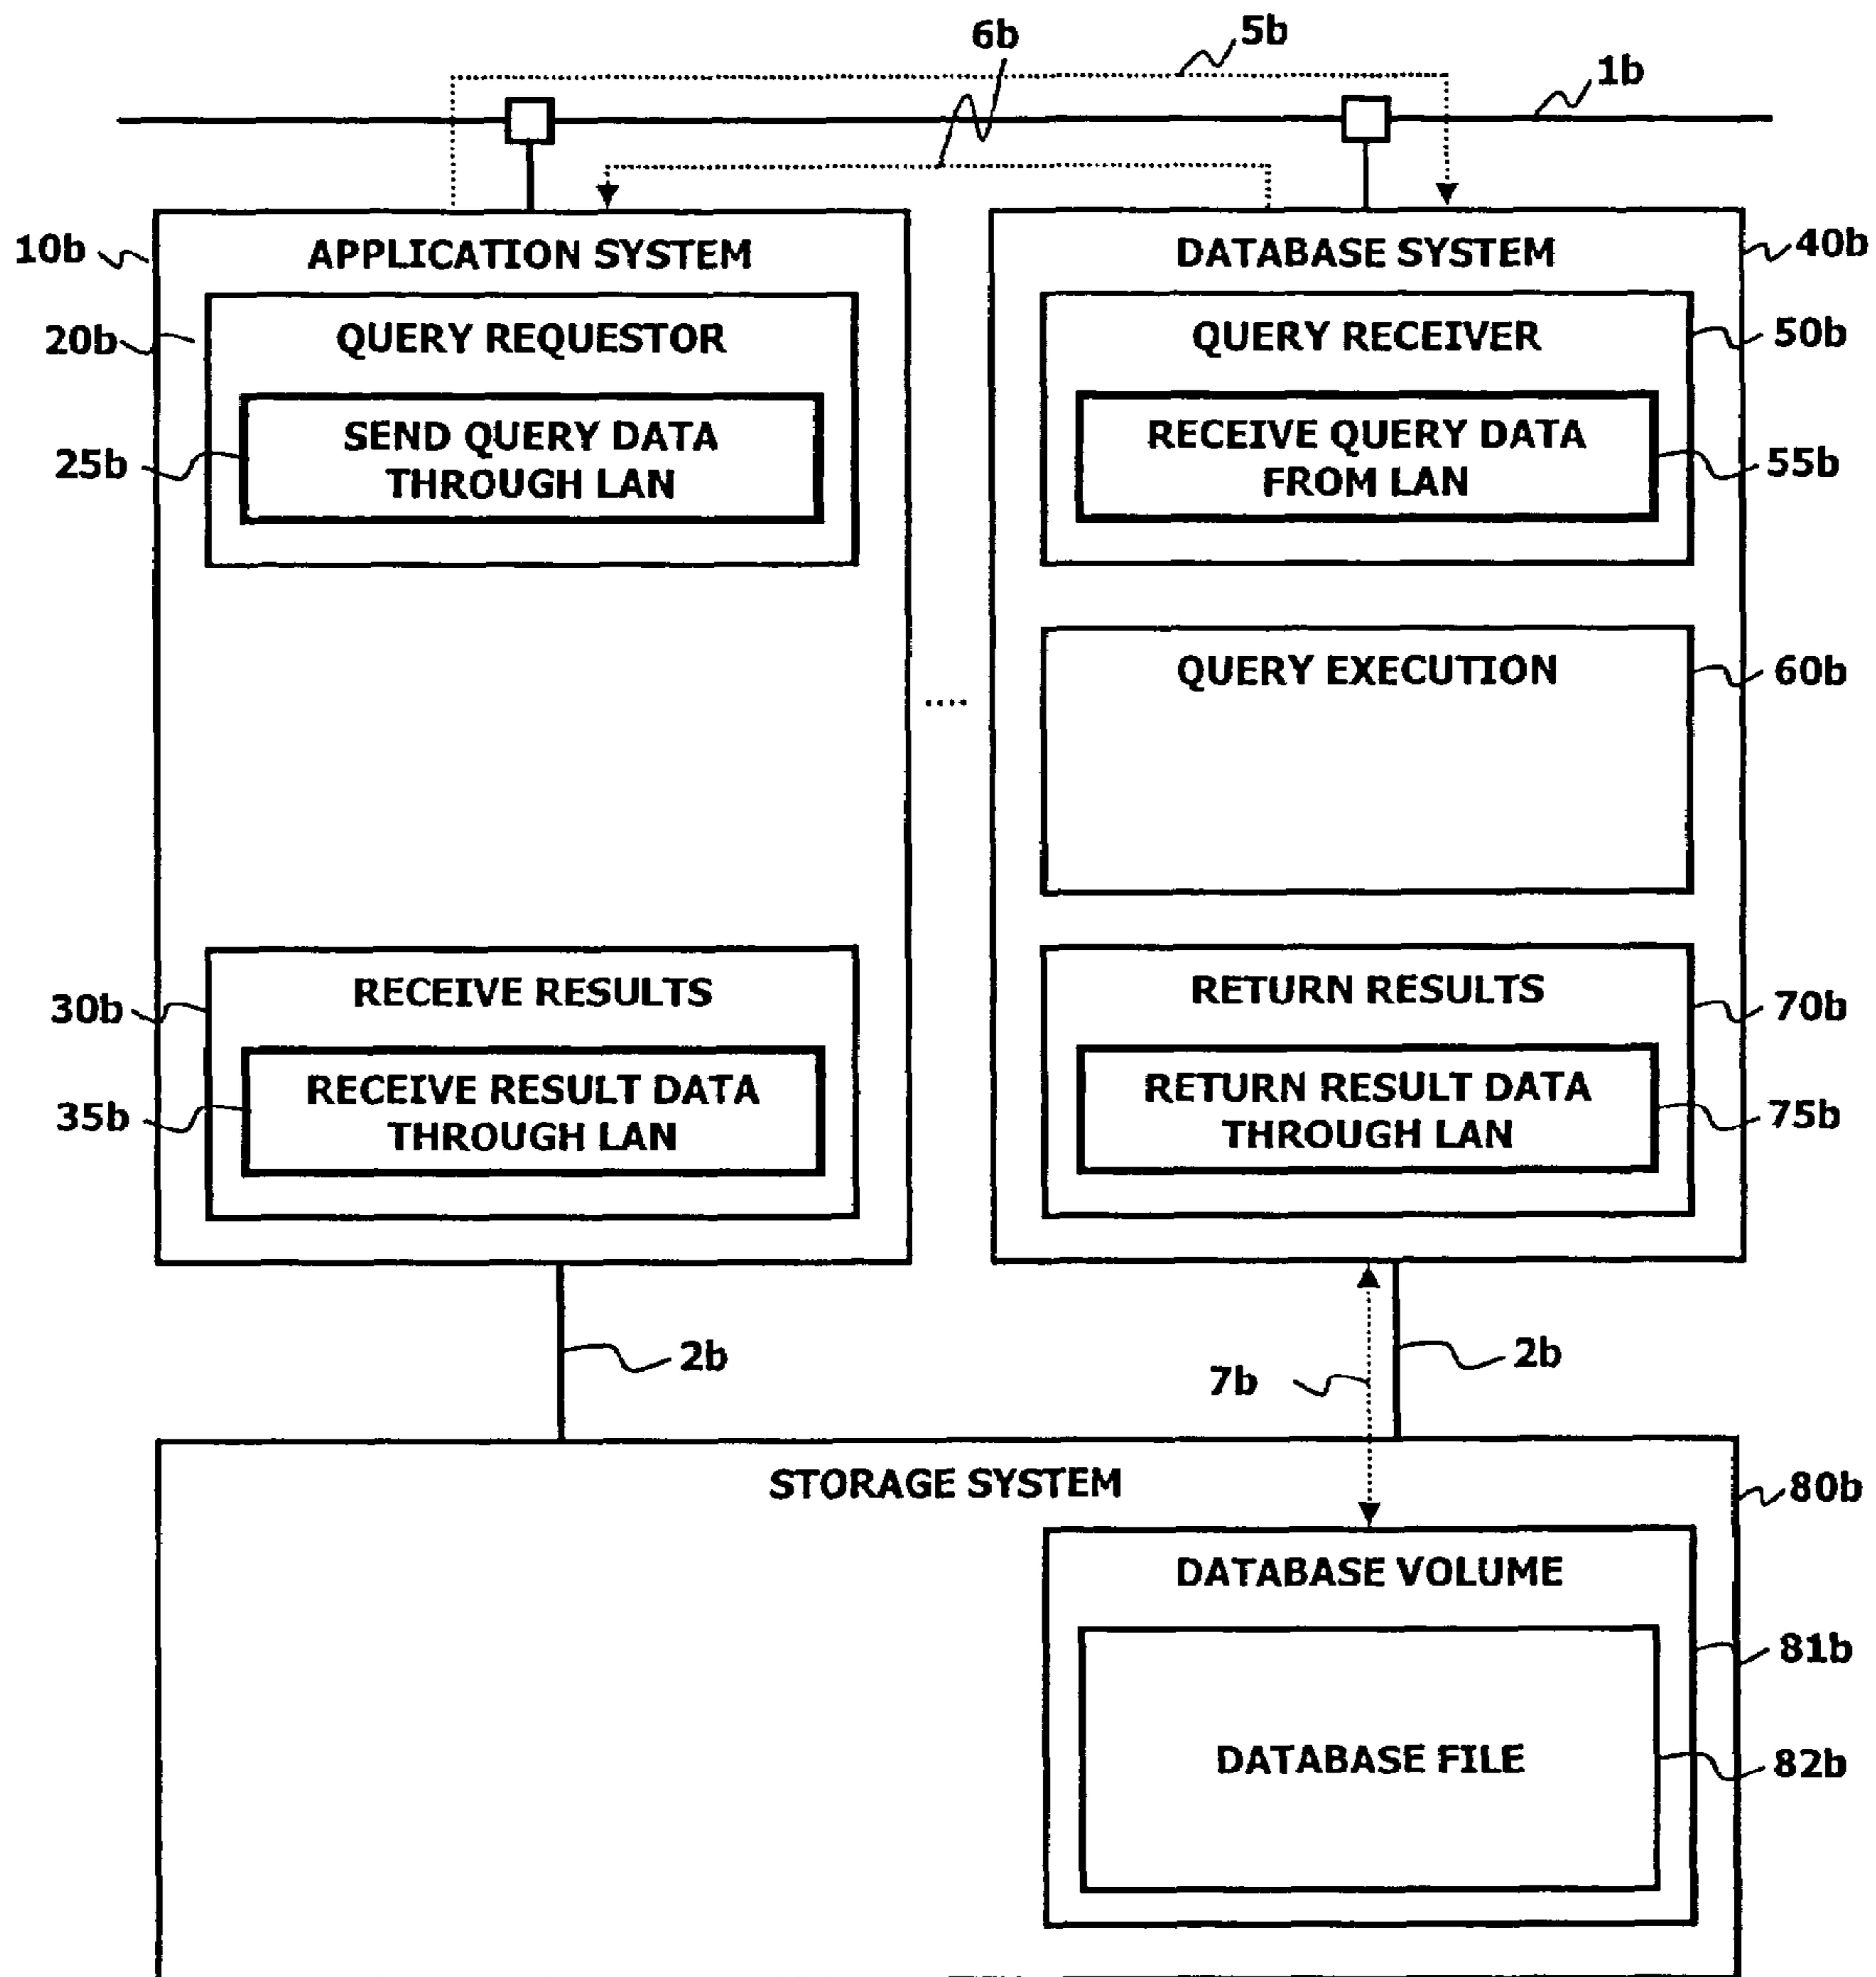 6b
5b
1b
10b
APPLICATION SYSTEM
DATABASE SYSTEM
40b
20b
QUERY REQUESTOR
QUERY RECEIVER
50b
25b
SEND QUERY DATA
THROUGH LAN
RECEIVE QUERY DATA
FROM LAN
55b
QUERY EXECUTION
60b
....
30b
RECEIVE RESULTS
RETURN RESULTS
70b
35b
RECEIVE RESULT DATA
THROUGH LAN
RETURN RESULT DATA
THROUGH LAN
75b
2b
7b
2b
STORAGE SYSTEM
80b
DATABASE VOLUME
81b
DATABASE FILE
82b